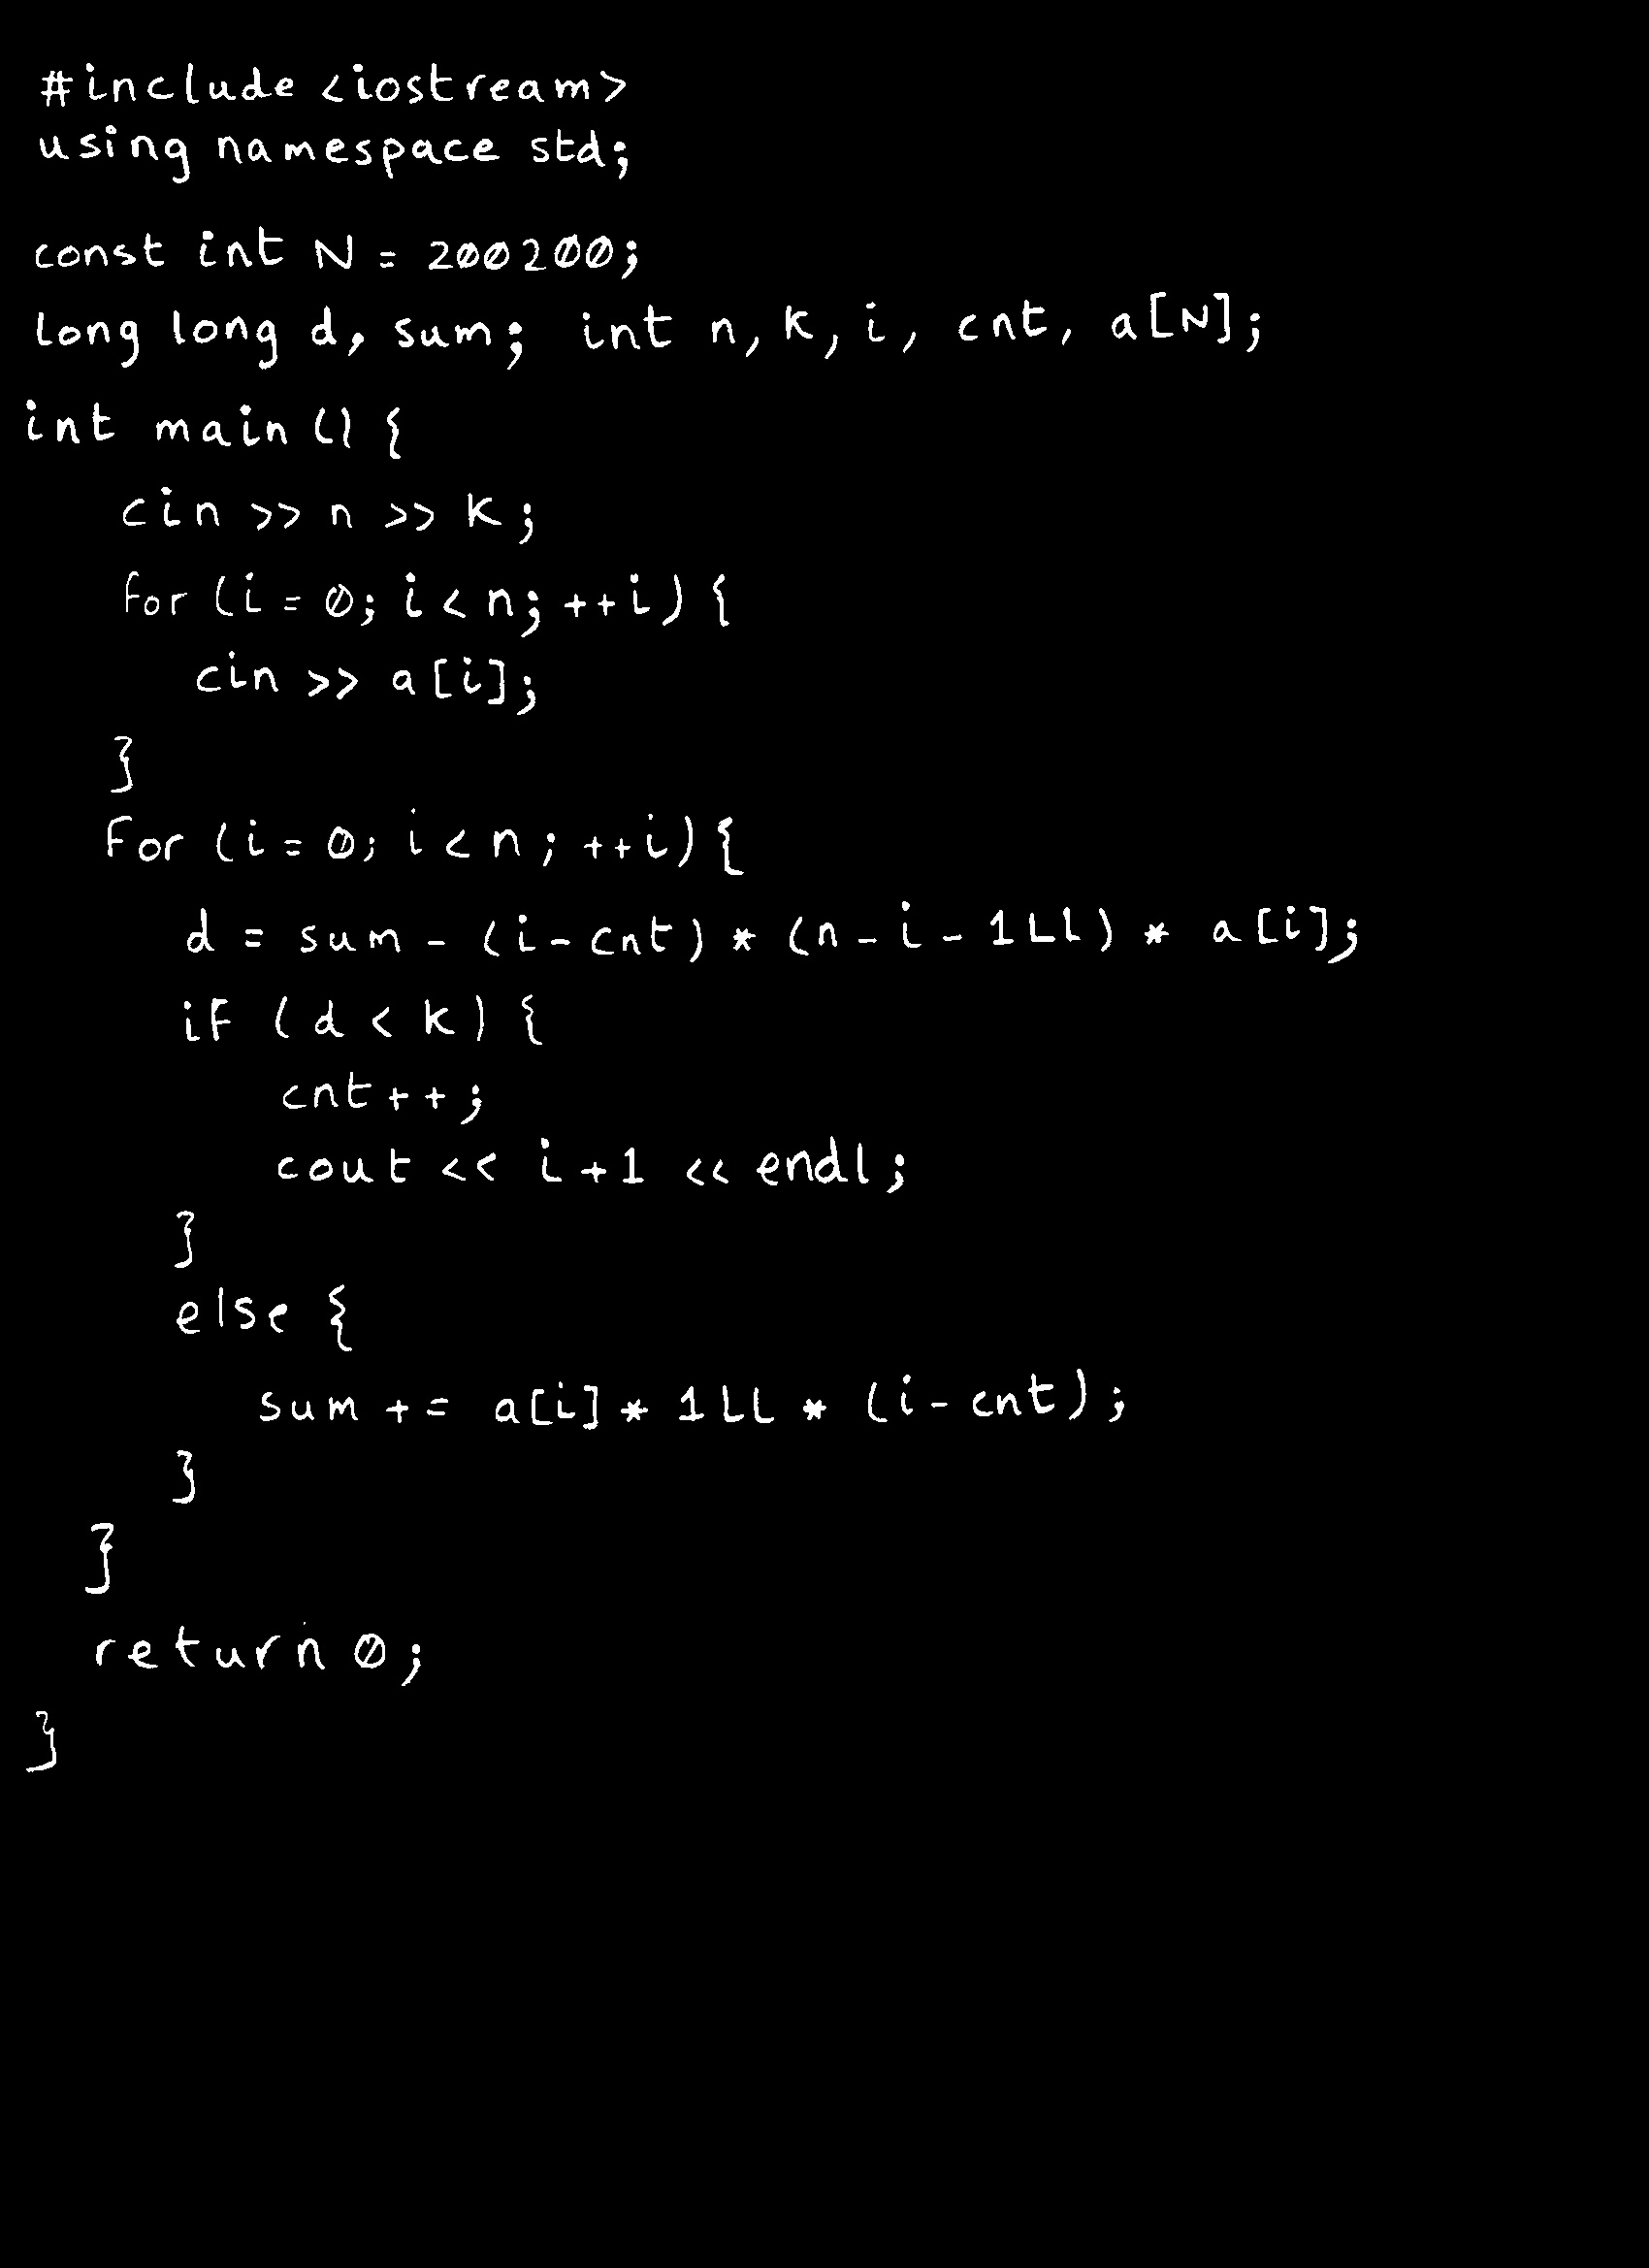 #include <iostream>
using namespace std;
const int N = 200200;
long long d, sum; int n, k, i, cnt, a[N];
int main() {
cin >> n >> k;
for (i = 0; i < n; ++i) {
cin >> a[i];
}
for (i = 0; i < n; ++i) {
d = sum - (i - cnt) * (n - i - 1LL) * a[i];
if (d < k) {
cnt++;
cout << i + 1 << endl;
}
else {
sum += a[i] * 1LL * (i - cnt);
}
}
return 0;
}